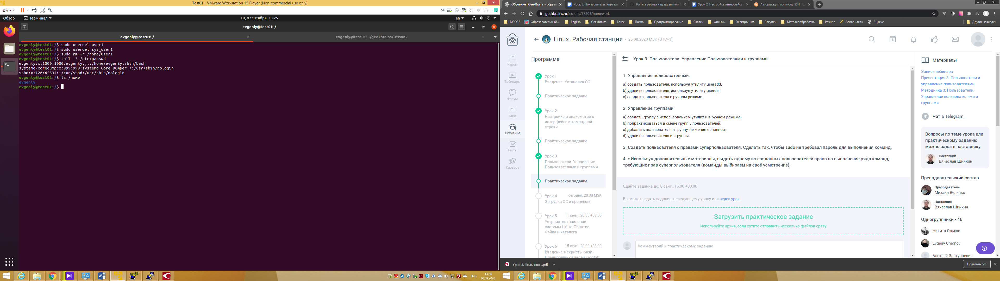 Test01 - VMware Workstation 15 Player (Non-commercial use only)
Player
Обзор
Терминал
Вт, 8 сентября 13:25
en
evgeniy@test01: /
evgeniy@test01: /
evgeniy@test01: ~/geekbrains/lesson2
evgeniy@test01:/$ sudo userdel user1
evgeniy@test01:/$ sudo userdel sys_user1
evgeniy@test01:/$ sudo rm -r /home/user1
evgeniy@test01:/$ tail -3 /etc/passwd
evgeniy:x:1000:1000:evgeniy,,,:/home/evgeniy:/bin/bash
systemd-coredump:x:999:999:systemd Core Dumper:/:/usr/sbin/nologin
sshd:x:126:65534::/run/sshd:/usr/sbin/nologin
evgeniy@test01:/$ ls /home
evgeniy
evgeniy@test01:/$
ENG
13:24
08.09.2020
Обучение | GeekBrains - образо
Урок 3. Пользователи. Управле
Начата работа над заданиями
Урок 2. Настройка интерфейса
Авторизация по ключу SSH | Lo
geekbrains.ru/lessons/77305/homework
NOD32
Образовательный...
English
GeekBrains
Forex
Почта
Программирование
Сказки
Фильмы
Электроника
Закупки
Металлообработка
Разное
Авиабилеты
Яндекс
Другие закладки
Linux. Рабочая станция · 25.08.2020 MSK (UTC+3)
8
Курсы
Вебинары
Форум
Блог
Обучение
Тесты
Карьера
Программа
Урок 1
Введение. Установка ОС
Практическое задание
Урок 2
Настройка и знакомство с
интерфейсом командной
строки
Практическое задание
Урок 3
Пользователи. Управление
Пользователями и группами
Практическое задание
Урок 4
сегодня, 20:00 MSK
Загрузка ОС и процессы
Урок 5
11 сент., 20:00 +03:00
Устройство файловой
системы Linux. Понятие
Файла и каталога
Урок 6
15 сент., 20:00 +03:00
Введение в скрипты bash.
Планировщики задач crontab
Урок 3. Пользователи. Управление Пользователями и группами
1. Управление пользователями:
a) создать пользователя, используя утилиту useradd;
b) удалить пользователя, используя утилиту userdel;
c) создать пользователя в ручном режиме.
2. Управление группами:
a) создать группу с использованием утилит и в ручном режиме;
b) попрактиковаться в смене групп у пользователей;
c) добавить пользователя в группу, не меняя основной;
d) удалить пользователя из группы.
3. Создать пользователя с правами суперпользователя. Сделать так, чтобы sudo не требовал пароль для выполнения команд.
4. * Используя дополнительные материалы, выдать одному из созданных пользователей право на выполнение ряда команд,
требующих прав суперпользователя (команды выбираем на своё усмотрение).
Сдайте задание до: 8 сент., 16:00 +03:00
Вы можете сдать задание к следующему уроку или через урок.
Загрузить практическое задание
Используйте архив, если хотите отправить несколько файлов сразу
Комментарий к практическому заданию
Материалы
Запись вебинара
Презентация 3. Пользователи и
управление пользователями
Методичка 3. Пользователи.
Управление пользователями и
группами
Чат в Telegram
Вопросы по теме урока или
практическому заданию
можно задать наставнику:
Наставник
Вячеслав Шинкин
Преподавательский состав
Преподаватель
Михаил Величко
Наставник
Вячеслав Шинкин
Одногруппники • 46
Никита Ольхов
Evgeny Chernov
Алексей Заступневич
Урок 3. Пользова....pdf
Показать все
ENG
13:24
08.09.2020